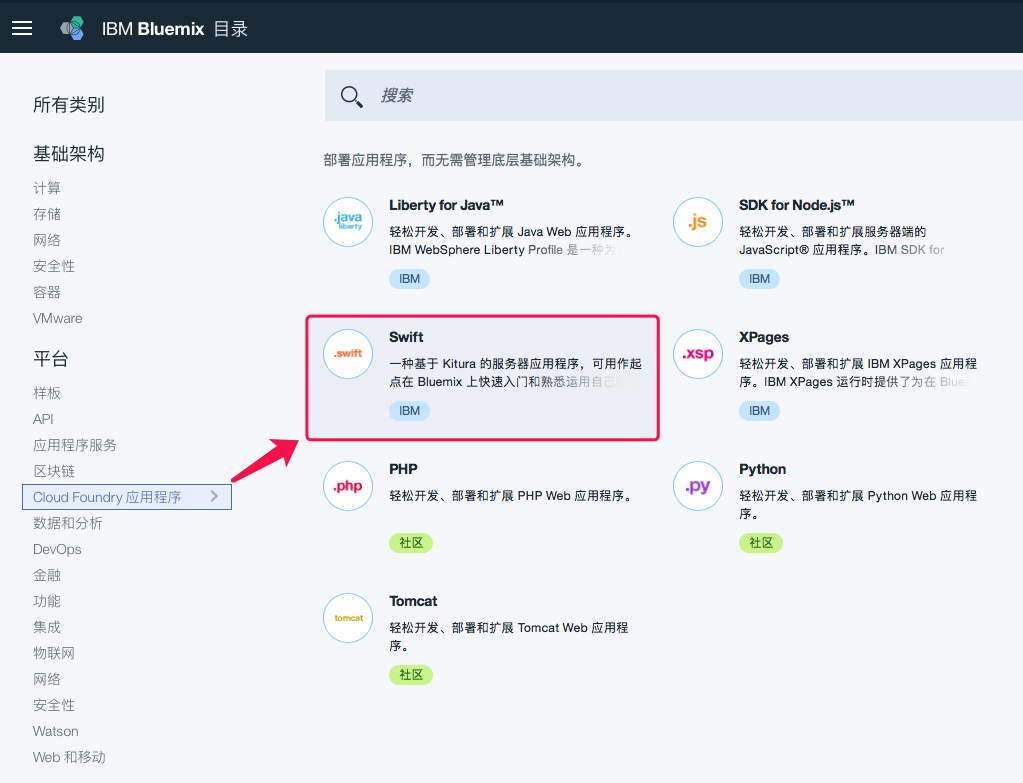 IBM Bluemix 目录
所有类别
基础架构
计算
存储
网络
安全性
容器
VMware
平台
样板
API
应用程序服务
区块链
Cloud Foundry 应用程序
数据和分析
DevOps
金融
功能
集成
物联网
网络
安全性
Watson
Web 和移动
搜索
部署应用程序，而无需管理底层基础架构。
.java
liberty
Liberty for Java™
轻松开发、部署和扩展 Java Web 应用程序。
IBM WebSphere Liberty Profile 是一种为
IBM
.js
SDK for Node.js™
轻松开发、部署和扩展服务器端的
JavaScript® 应用程序。IBM SDK for
IBM
.swift
Swift
一种基于 Kitura 的服务器应用程序，可用作起
点在 Bluemix 上快速入门和熟悉运用自己
IBM
.xsp
XPages
轻松开发、部署和扩展 IBM XPages 应用程
序。IBM XPages 运行时提供了为在 Bluem
IBM
.php
PHP
轻松开发、部署和扩展 PHP Web 应用程序。
社区
.py
Python
轻松开发、部署和扩展 Python Web 应用程
序。
社区
tomcat
Tomcat
轻松开发、部署和扩展 Tomcat Web 应用程
序。
社区